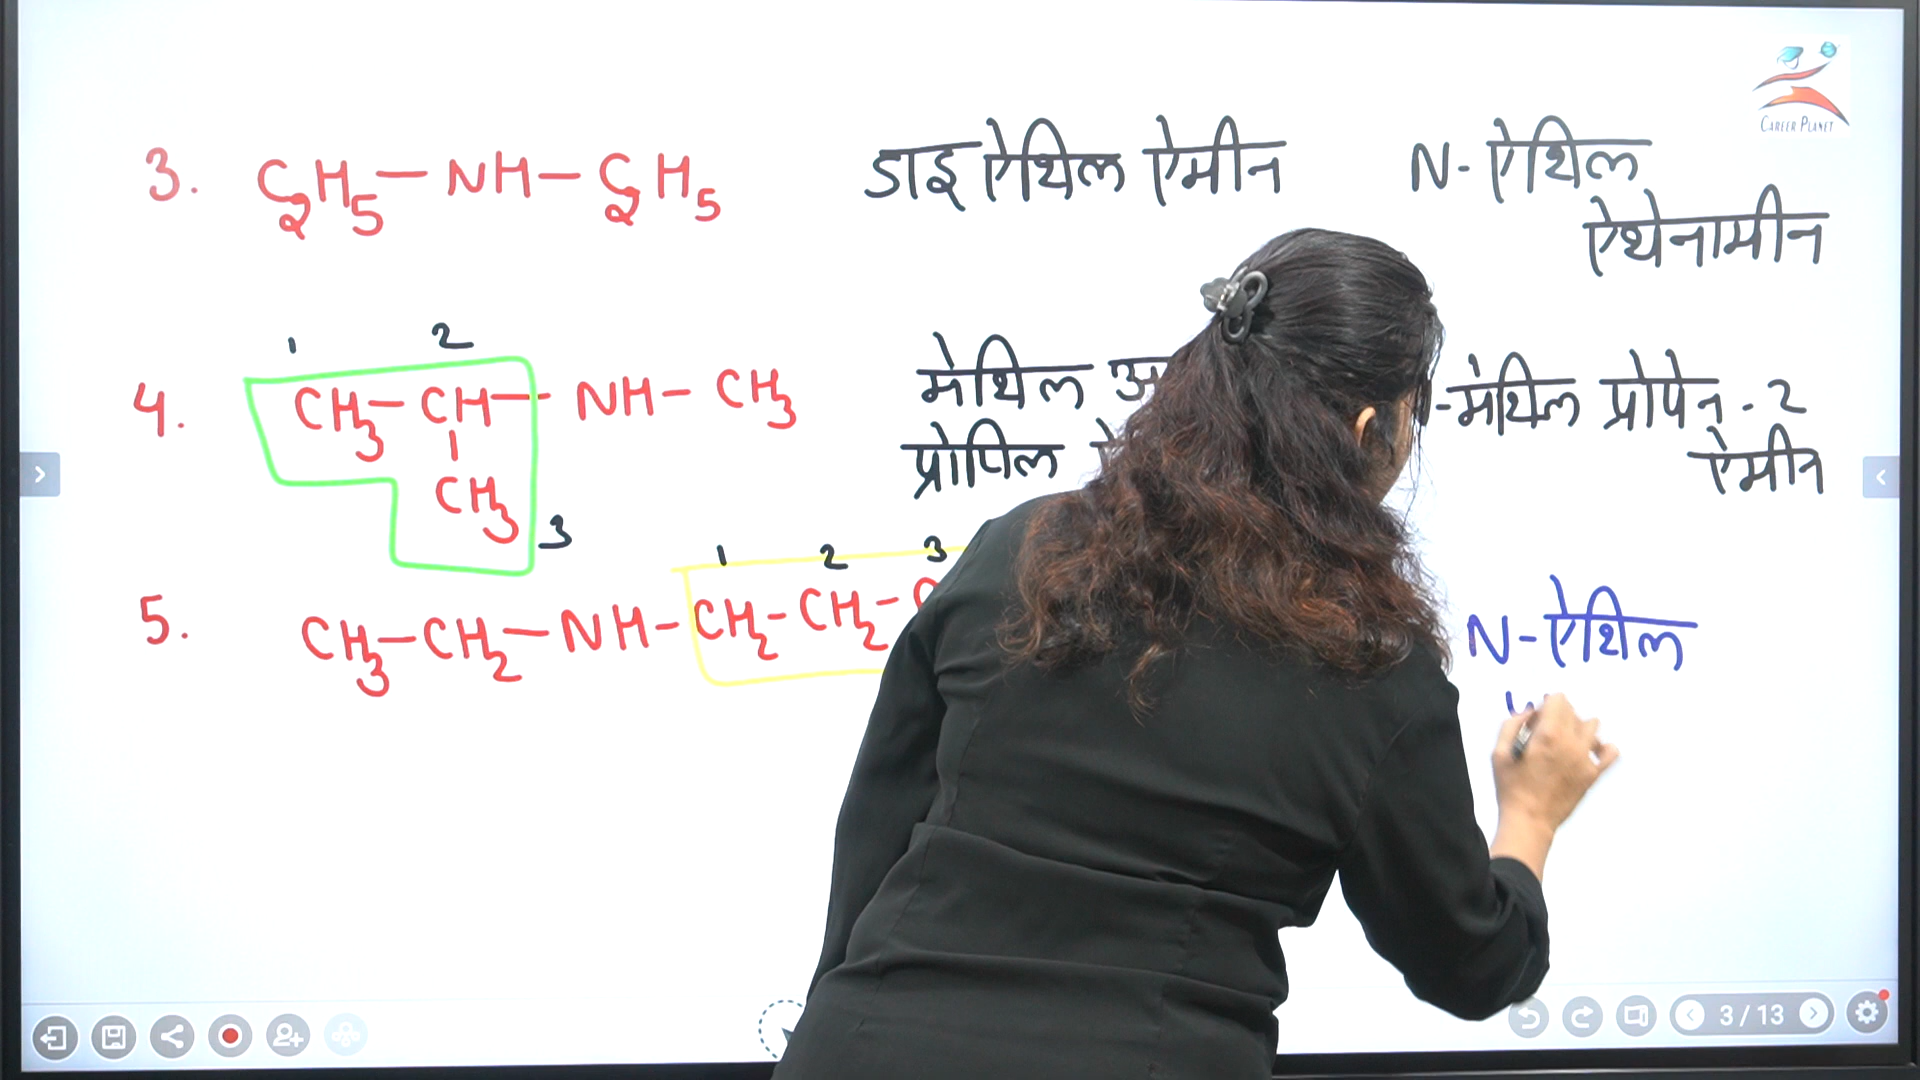 CAREER PLANET
3. C2H5 — NH — C2H5 डाइ ऐथिल ऐमीन N- ऐथिल
ऐथेनामीन
1 2
4. CH3 — CH — NH — CH3 मेथिल -मेथिल प्रोपेन - 2
प्रोपिल ऐमीन
CH3
3
1 2 3
5. CH3 — CH2 — NH — CH2 - CH2 - N- ऐथिल
3 / 13